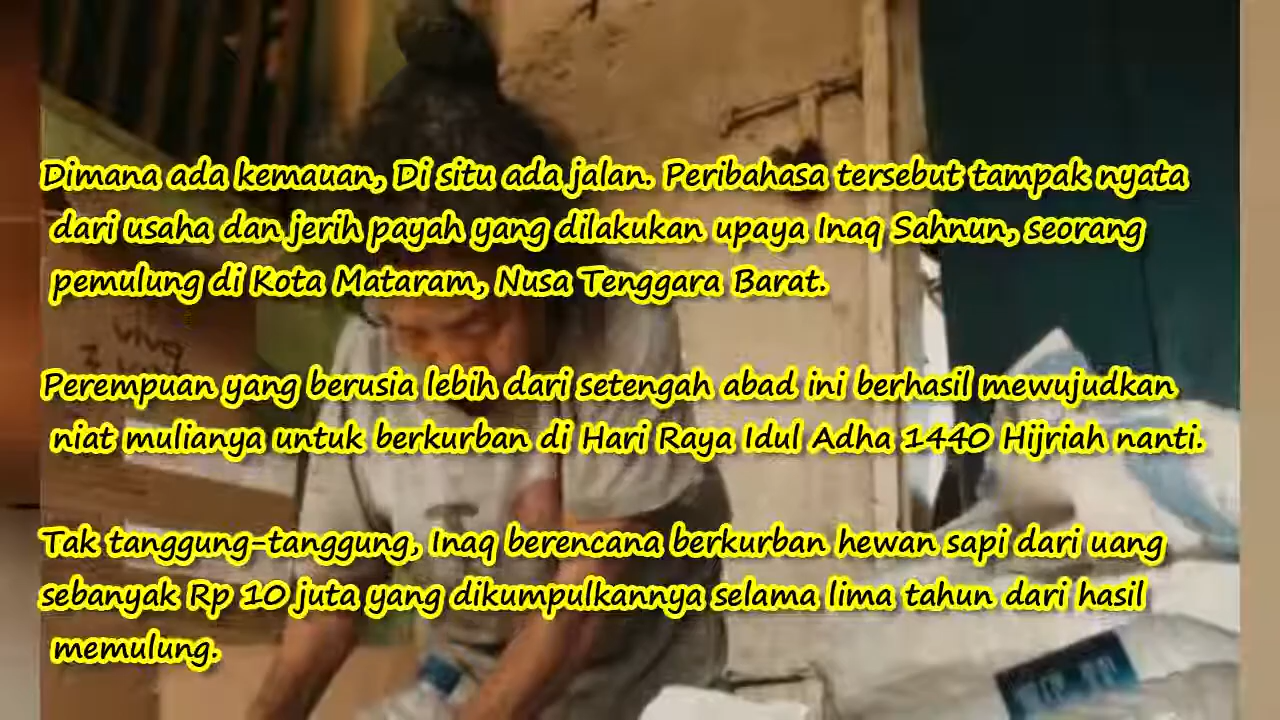 Dimana ada kemauan, Di situ ada jalan. Peribahasa tersebut tampak nyata
dari usaha dan jerih payah yang dilakukan upaya Inaq Sahnun, seorang
pemulung di Kota Mataram, Nusa Tenggara Barat.
Perempuan yang berusia lebih dari setengah abad ini berhasil mewujudkan
niat mulianya untuk berkurban di Hari Raya Idul Adha 1440 Hijriah nanti.
Tak tanggung-tanggung, Inaq berencana berkurban hewan sapi dari uang
sebanyak Rp 10 juta yang dikumpulkannya selama lima tahun dari hasil
memulung.
vivo